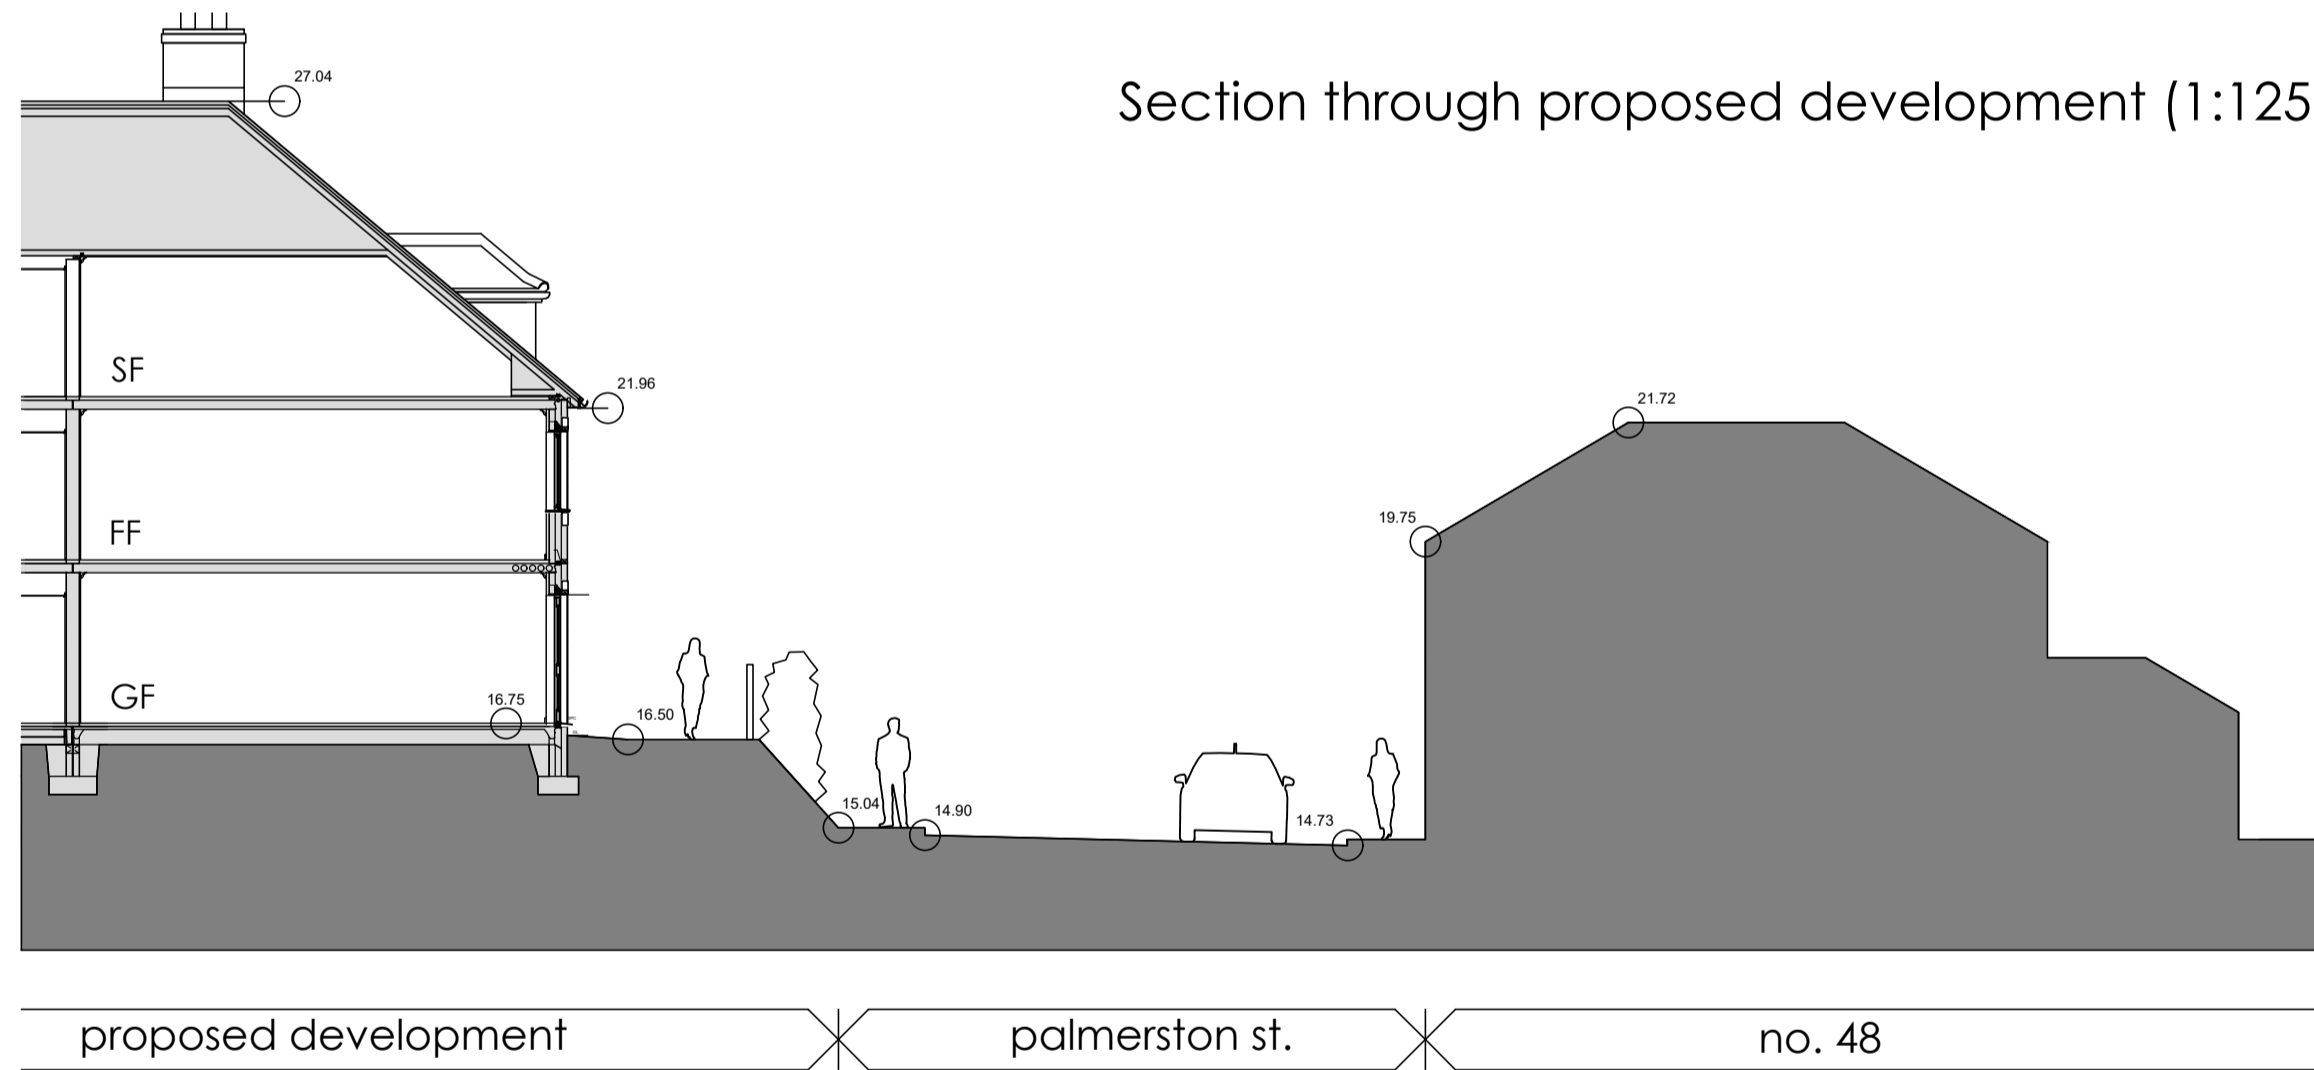 27.04
Section through proposed development (1:125
SF
21.96
21.72
FF
19.75
GF
16.75
16.50
15.04
14.90
14.73
proposed development
palmerston st.
no. 48